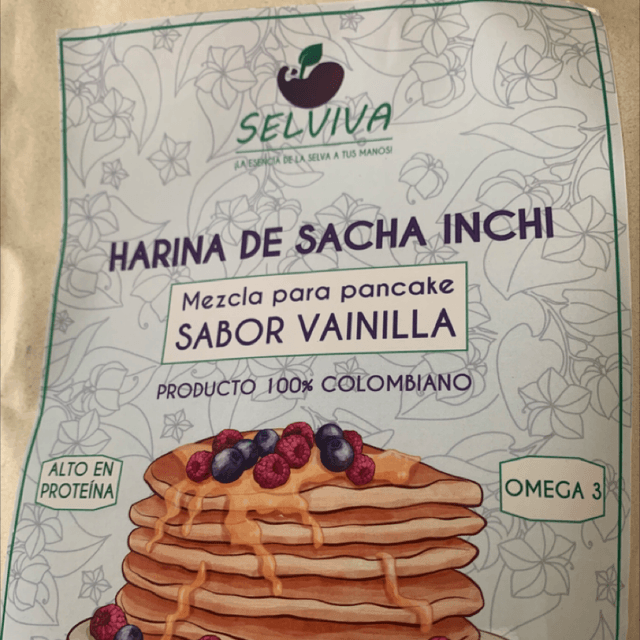 SELVIVA
¡LA ESENCIA DE LA SELVA A TUS MANOS!
HARINA DE SACHA INCHI
Mezcla para pancake
SABOR VAINILLA
PRODUCTO 100% COLOMBIANO
ALTO EN
PROTEÍNA
OMEGA 3